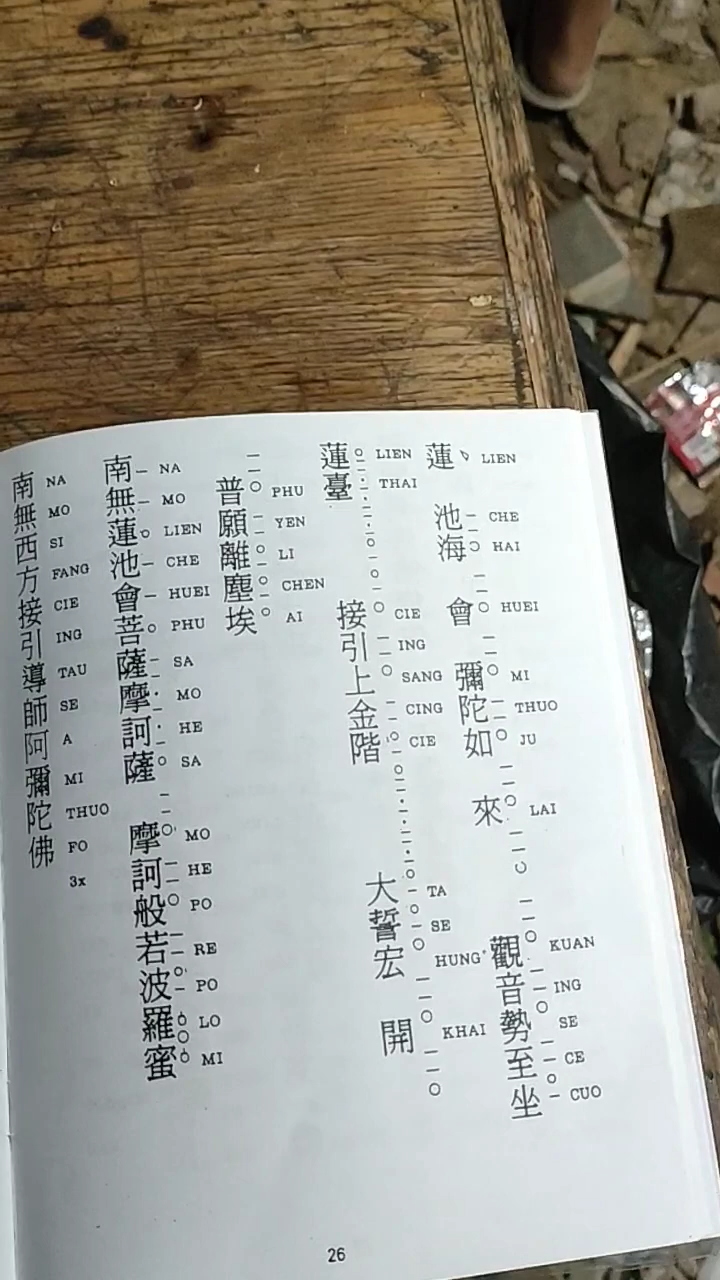 蓮 LIEN 池 CHE 海 HAI 會 HUEI 彌 MI 陀 THUO 如 JU 來 LAI 觀 KUAN 音 ING 勢 SE 至 CE 坐 CUO
蓮 LIEN 臺 THAI 接 CIE 引 ING 上 SANG 金 CING 階 CIE 大 TA 誓 SE 宏 HUNG 開 KHAI
普 PHU 願 YEN 離 LI 塵 CHEN 埃 AI
南 NA 無 MO 蓮 LIEN 池 CHE 會 HUEI 菩 PHU 薩 SA 摩 MO 訶 HE 薩 SA 摩 MO 訶 HE 般 PO 若 RE 波 PO 羅 LO 蜜 MI
南 NA 無 MO 西 SI 方 FANG 接 CIE 引 ING 導 TAU 師 SE 阿 A 彌 MI 陀 THUO 佛 FO 3x
26